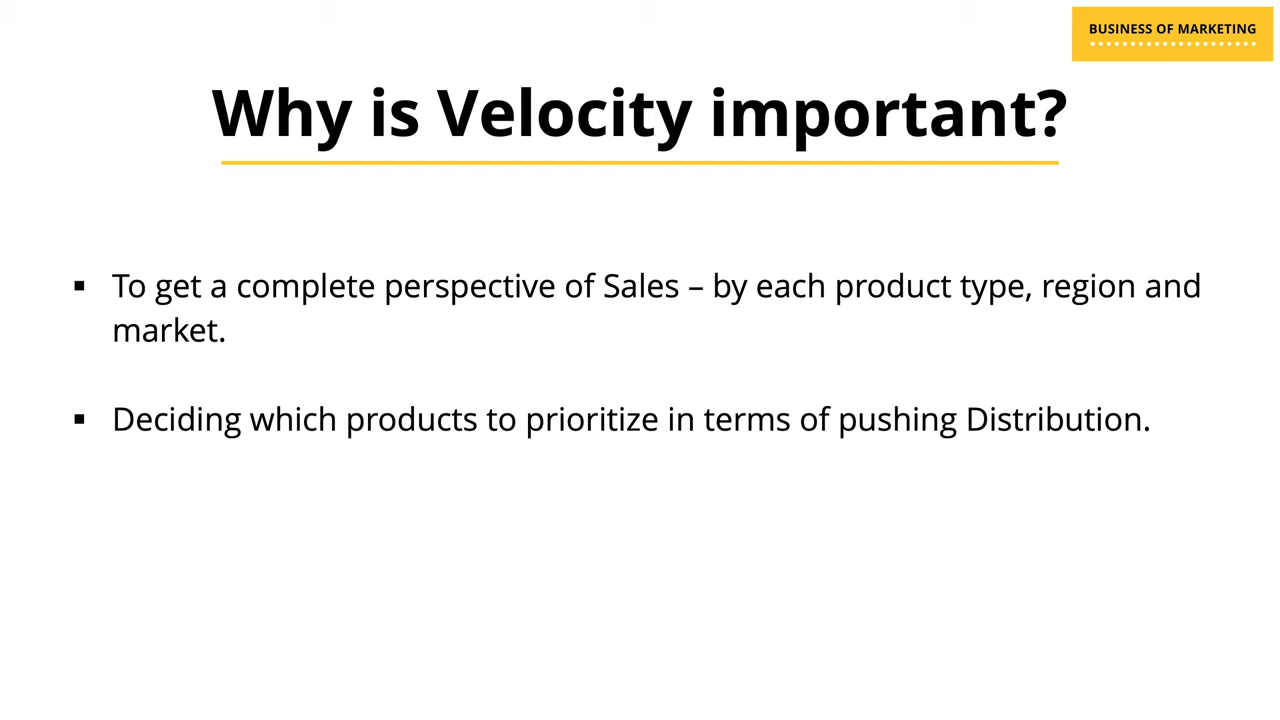 BUSINESS OF MARKETING
Why is Velocity important?
▪ To get a complete perspective of Sales – by each product type, region and
market.
▪ Deciding which products to prioritize in terms of pushing Distribution.